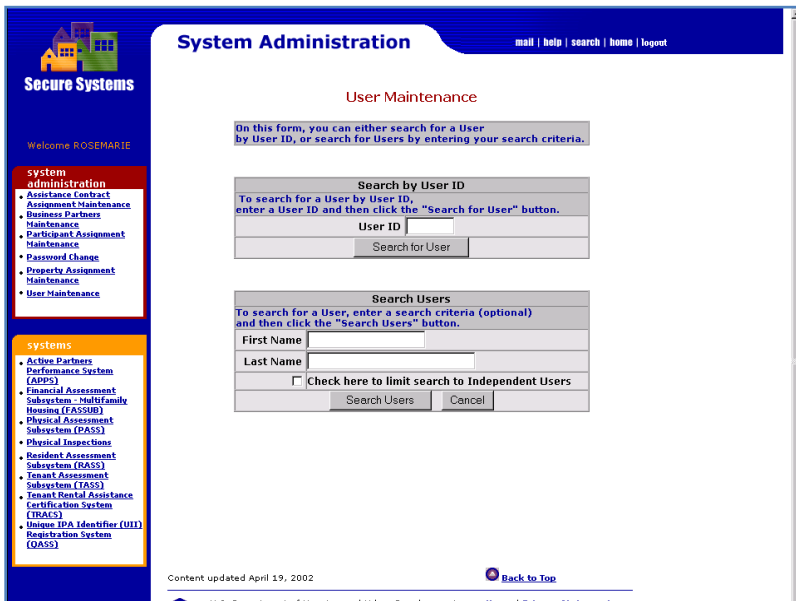 System Administration
mail | help | search | home | logout
Secure Systems
Welcome ROSEMARIE
system
administration
Assistance Contract
Assignment Maintenance
Business Partners
Maintenance
Participant Assignment
Maintenance
Password Change
Property Assignment
Maintenance
User Maintenance
systems
Active Partners
Performance System
(APPS)
Financial Assessment
Subsystem - Multifamily
Housing (FASSUB)
Physical Assessment
Subsystem (PASS)
Physical Inspections
Resident Assessment
Subsystem (RASS)
Tenant Assessment
Subsystem (TASS)
Tenant Rental Assistance
Certification System
(TRACS)
Unique IPA Identifier (UII)
Registration System
(QASS)
User Maintenance
On this form, you can either search for a User
by User ID, or search for Users by entering your search criteria.
Search by User ID
To search for a User by User ID,
enter a User ID and then click the "Search for User" button.
User ID
Search for User
Search Users
To search for a User, enter a search criteria (optional)
and then click the "Search Users" button.
First Name
Last Name
Check here to limit search to Independent Users
Search Users Cancel
Content updated April 19, 2002
Back to Top